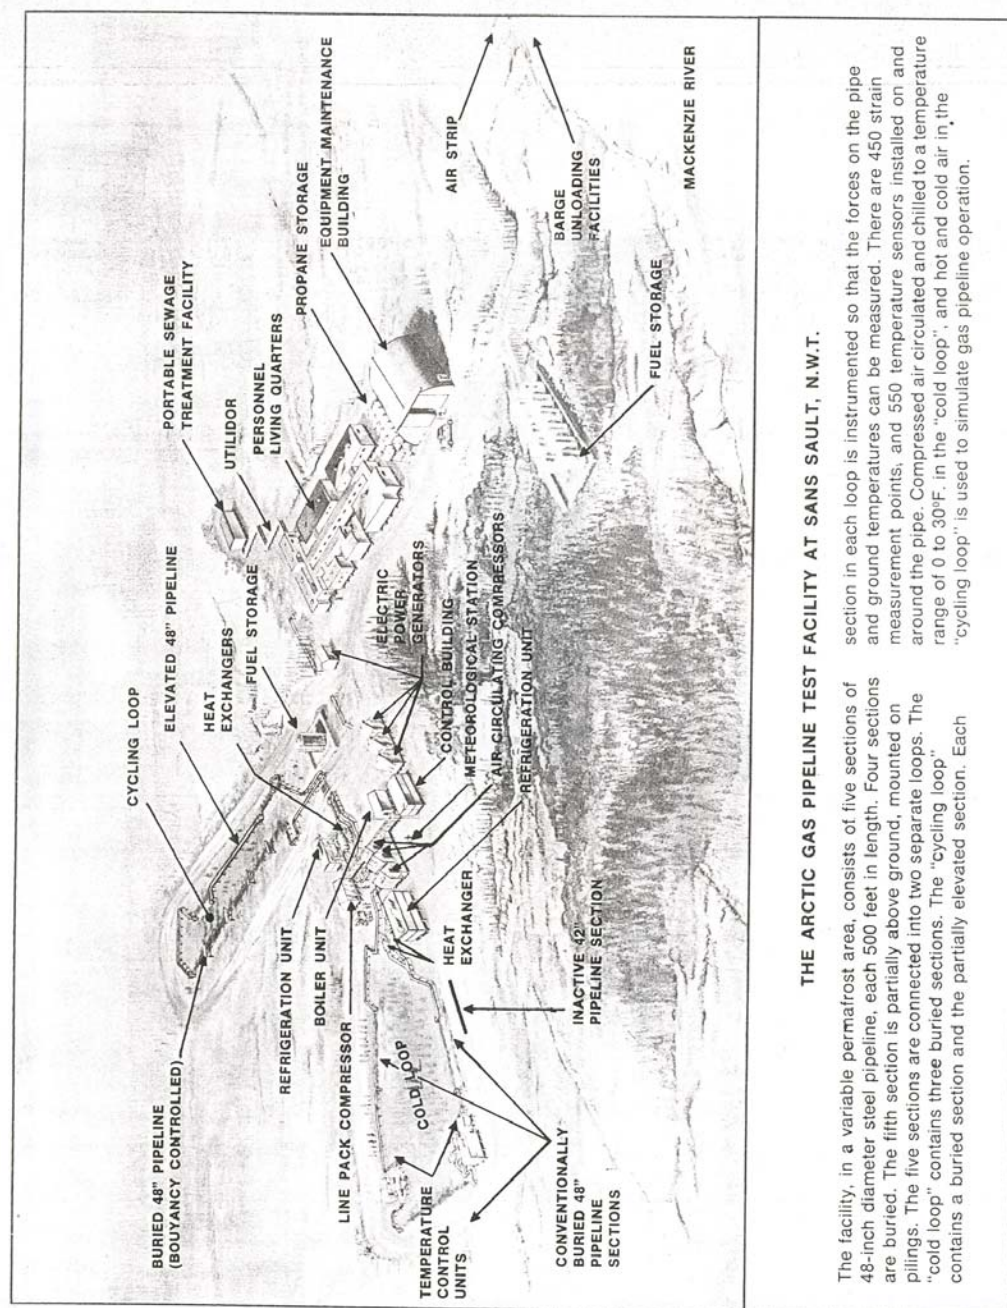 BURIED 48" PIPELINE
(BOUYANCY CONTROLLED)
CYCLING LOOP
ELEVATED 48" PIPELINE
HEAT
EXCHANGERS
FUEL STORAGE
PORTABLE SEWAGE
TREATMENT FACILITY
UTILIDOR
PERSONNEL
LIVING QUARTERS
PROPANE STORAGE
EQUIPMENT MAINTENANCE
BUILDING
REFRIGERATION UNIT
BOILER UNIT
LINE PACK COMPRESSOR
COLD LOOP
TEMPERATURE
CONTROL
UNITS
ELECTRIC
POWER
GENERATORS
CONTROL BUILDING
METEOROLOGICAL STATION
AIR CIRCULATING COMPRESSORS
REFRIGERATION UNIT
HEAT
EXCHANGER
INACTIVE 42"
PIPELINE SECTION
CONVENTIONALLY
BURIED 48"
PIPELINE
SECTIONS
AIR STRIP
BARGE
UNLOADING
FACILITIES
FUEL STORAGE
MACKENZIE RIVER
THE ARCTIC GAS PIPELINE TEST FACILITY AT SANS SAULT, N.W.T.
The facility, in a variable permafrost area, consists of five sections of
48-inch diameter steel pipeline, each 500 feet in length. Four sections
are buried. The fifth section is partially above ground, mounted on
pilings. The five sections are connected into two separate loops. The
"cold loop" contains three buried sections. The "cycling loop"
contains a buried section and the partially elevated section. Each
section in each loop is instrumented so that the forces on the pipe
and ground temperatures can be measured. There are 450 strain
measurement points, and 550 temperature sensors installed on and
around the pipe. Compressed air circulated and chilled to a temperature
range of 0 to 30°F. in the "cold loop", and hot and cold air in the
"cycling loop" is used to simulate gas pipeline operation.